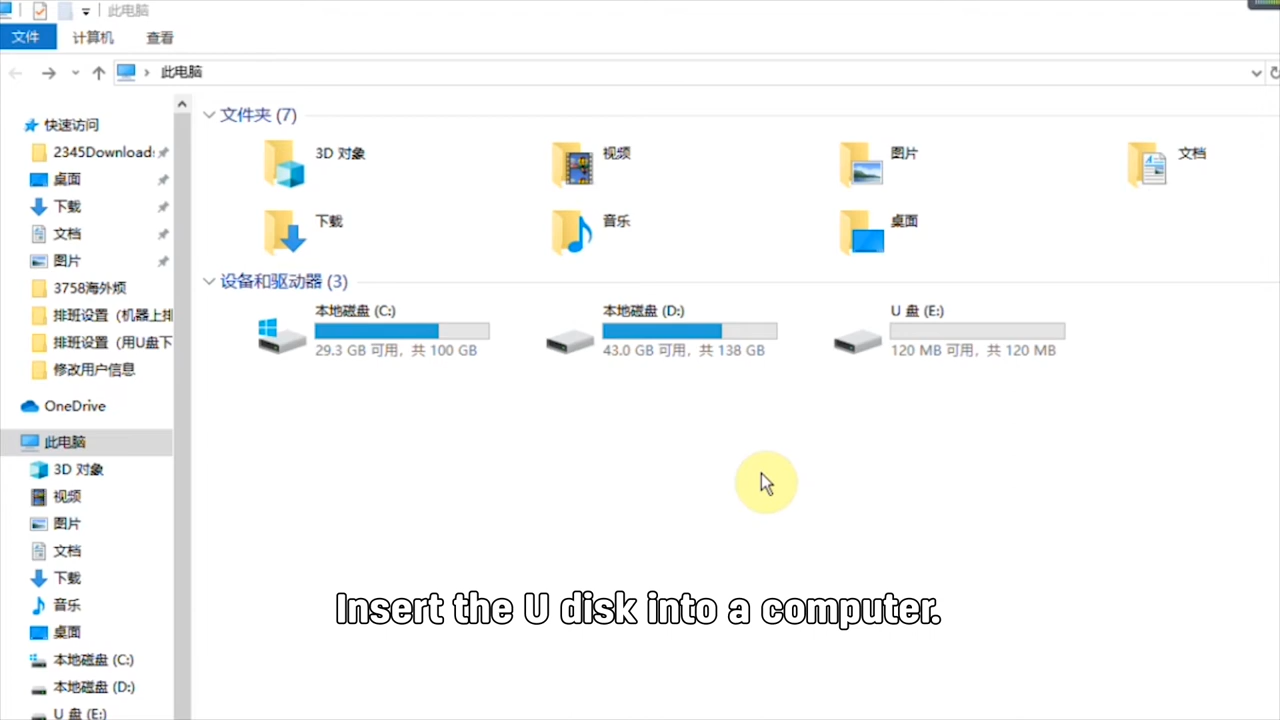 此电脑
文件 计算机 查看
此电脑
快速访问
2345Download
桌面
下载
文档
图片
3758海外烦
排班设置（机器上排
排班设置（用U盘下
修改用户信息
OneDrive
此电脑
3D 对象
视频
图片
文档
下载
音乐
桌面
本地磁盘 (C:)
本地磁盘 (D:)
U 盘 (E:)
文件夹 (7)
3D 对象
视频
图片
文档
下载
音乐
桌面
设备和驱动器 (3)
本地磁盘 (C:)
29.3 GB 可用，共 100 GB
本地磁盘 (D:)
43.0 GB 可用，共 138 GB
U 盘 (E:)
120 MB 可用，共 120 MB
Insert the U disk into a computer.